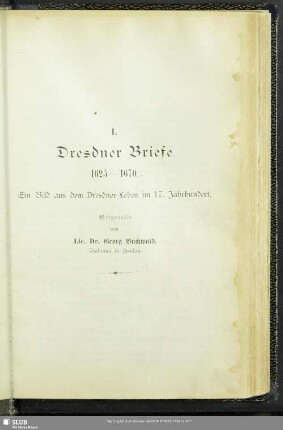 I.
Dresdner Briefe
1625—1670.
Ein Bild aus dem Dresdner Leben im 17. Jahrhundert.
Mitgeteilt
von
Lic. Dr. Georg Buchwald,
in Zwickau.
SLUB